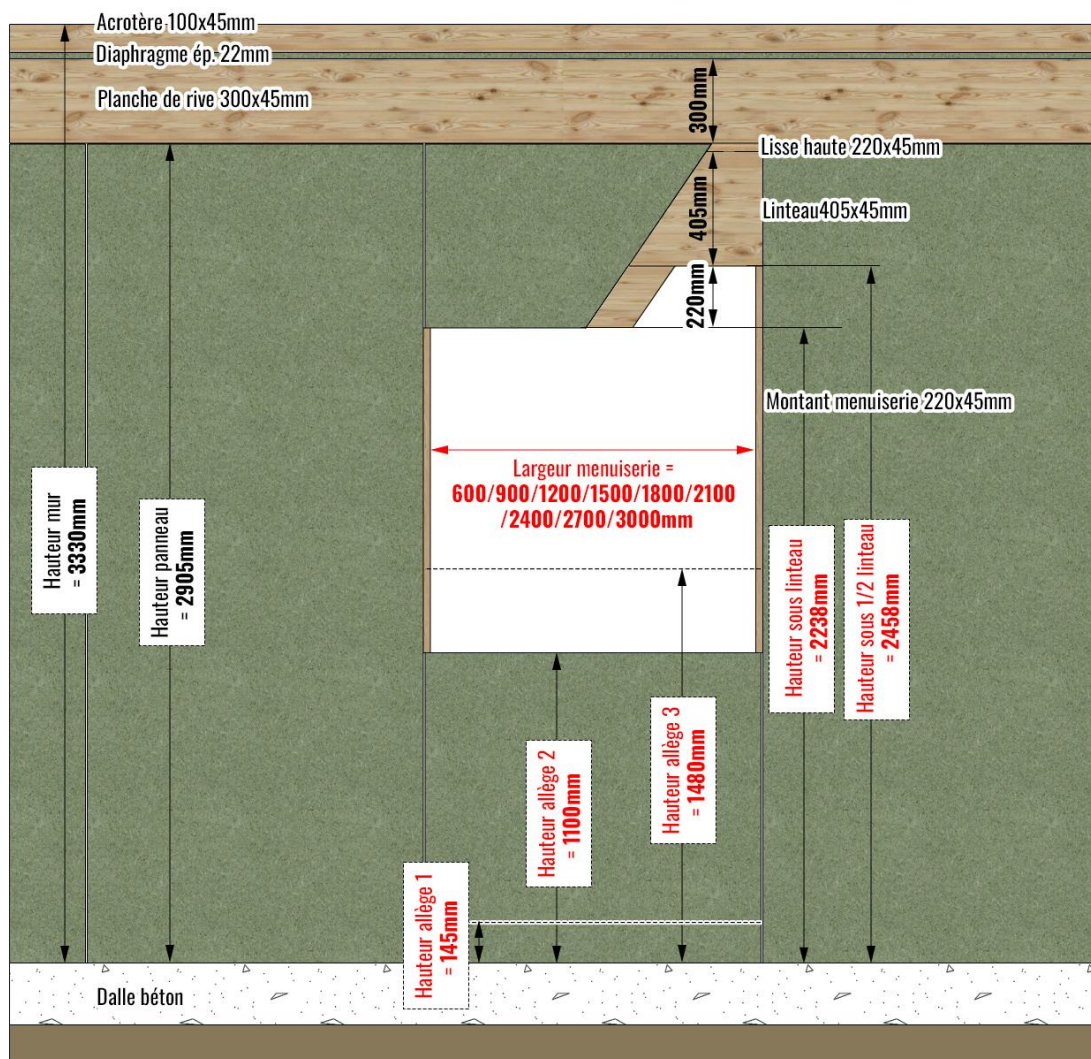 Acrotère 100x45mm
Diaphragme ép. 22mm
Planche de rive 300x45mm
300mm
Lisse haute 220x45mm
405mm
Linteau405x45mm
220mm
Montant menuiserie 220x45mm
Largeur menuiserie =
600/900/1200/1500/1800/2100
/2400/2700/3000mm
Hauteur mur
= 3330mm
Hauteur panneau
= 2905mm
Hauteur sous linteau
= 2238mm
Hauteur sous 1/2 linteau
= 2458mm
Hauteur allège 3
= 1480mm
Hauteur allège 2
= 1100mm
Hauteur allège 1
= 145mm
Dalle béton